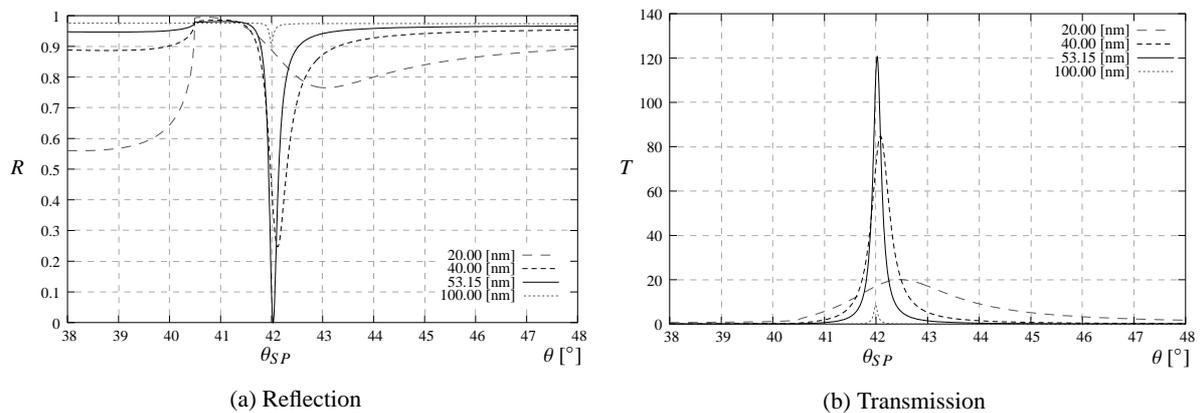 1
0.9
0.8
0.7
0.6
0.5
0.4
0.3
0.2
0.1
0
R
20.00 [nm]
40.00 [nm]
53.15 [nm]
100.00 [nm]
38 39 40 41 42 43 44 45 46 47 48
θSP
θ [°]
(a) Reflection
140
120
100
80
60
40
20
0
T
20.00 [nm]
40.00 [nm]
53.15 [nm]
100.00 [nm]
38 39 40 41 42 43 44 45 46 47 48
θSP
θ [°]
(b) Transmission